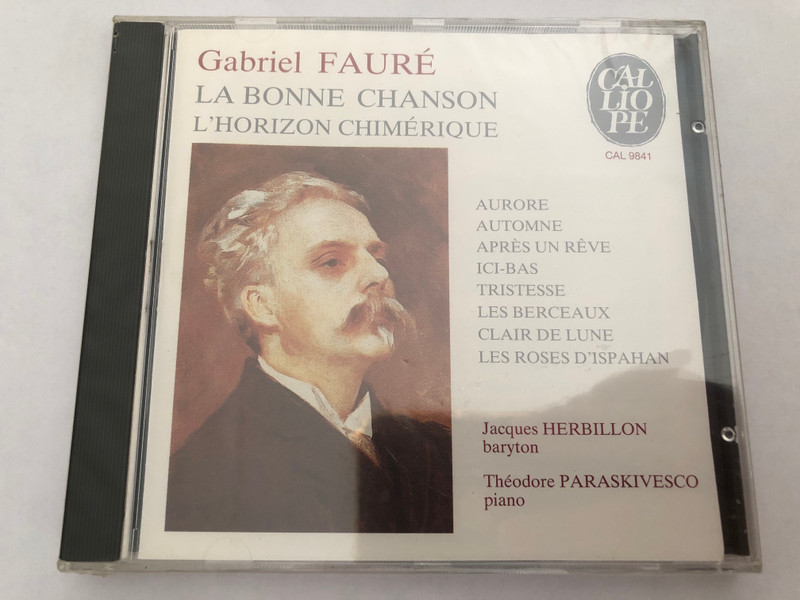 Gabriel FAURÉ
LA BONNE CHANSON
L'HORIZON CHIMÉRIQUE
CAL
LIO
PE
CAL 9841
AURORE
AUTOMNE
APRÈS UN RÊVE
ICI-BAS
TRISTESSE
LES BERCEAUX
CLAIR DE LUNE
LES ROSES D'ISPAHAN
Jacques HERBILLON
baryton
Théodore PARASKIVESCO
piano